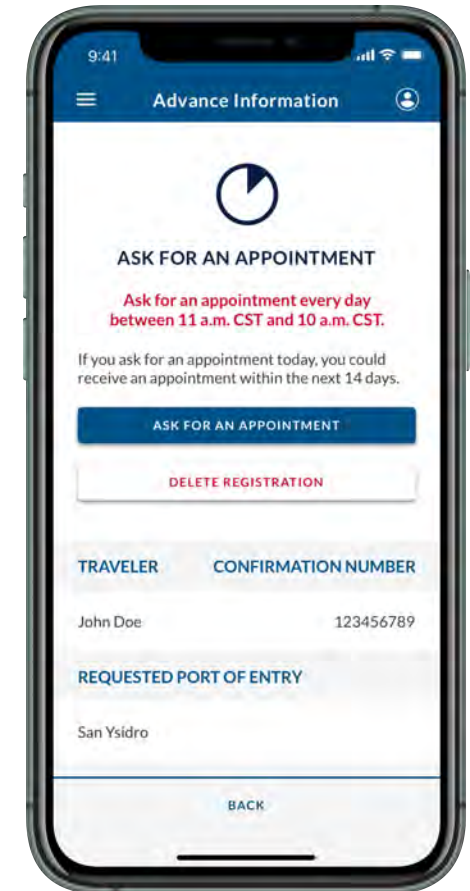 9:41
Advance Information
ASK FOR AN APPOINTMENT
Ask for an appointment every day
between 11 a.m. CST and 10 a.m. CST.
If you ask for an appointment today, you could
receive an appointment within the next 14 days.
ASK FOR AN APPOINTMENT
DELETE REGISTRATION
TRAVELER CONFIRMATION NUMBER
John Doe 123456789
REQUESTED PORT OF ENTRY
San Ysidro
BACK